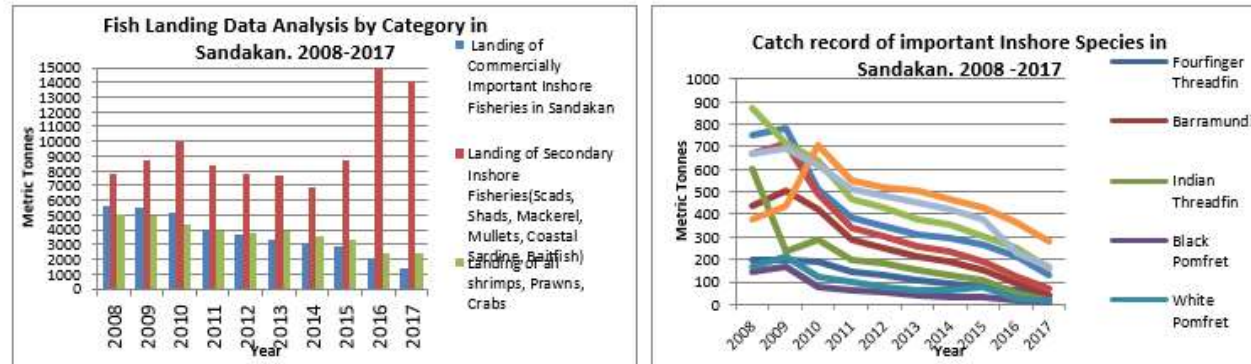 Fish Landing Data Analysis by Category in
Sandakan. 2008-2017
Metric Tonnes
15000
14000
13000
12000
11000
10000
9000
8000
7000
6000
5000
4000
3000
2000
1000
0
2008
2009
2010
2011
2012
2013
2014
2015
2016
2017
Year
Landing of
Commercially
Important Inshore
Fisheries in Sandakan
Landing of Secondary
Inshore
Fisheries(Scads,
Shads, Mackerel,
Mullets, Coastal
Sardine, Baitfish)
Landing of all
shrimps, Prawns,
Crabs
Catch record of important Inshore Species in
Sandakan. 2008 -2017
Metric Tonnes
1000
900
800
700
600
500
400
300
200
100
0
2008
2009
2010
2011
2012
2013
2014
2015
2016
2017
Year
Fourfinger
Threadfin
Barramundi
Indian
Threadfin
Black
Pomfret
White
Pomfret